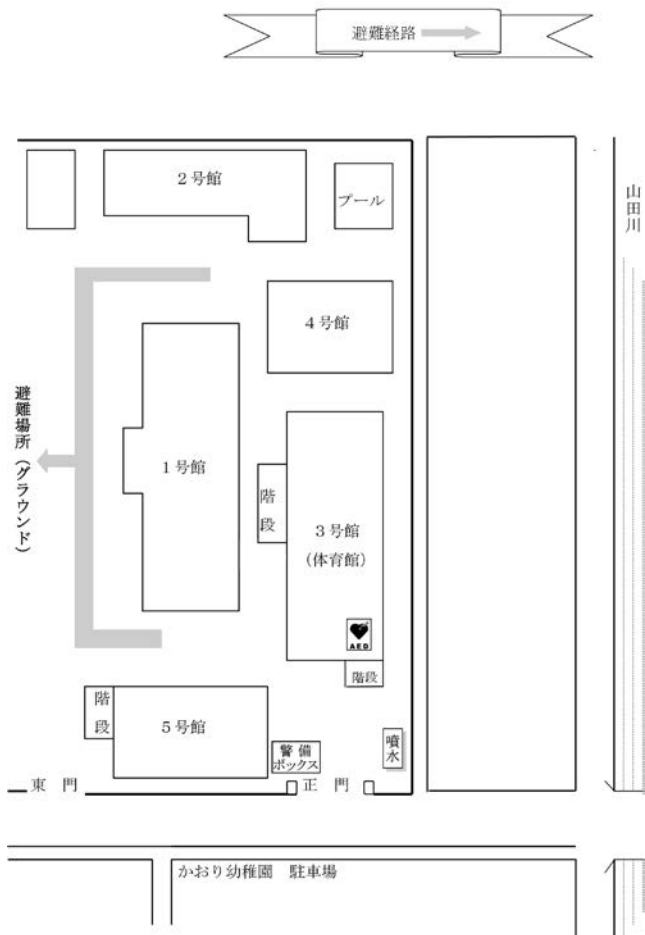 避難経路
2号館
プール
山田川
4号館
避難場所（グラウンド）
1号館
階段
3号館
（体育館）
AED
階段
階段
5号館
噴水
警備
ボックス
東門
正門
かおり幼稚園 駐車場